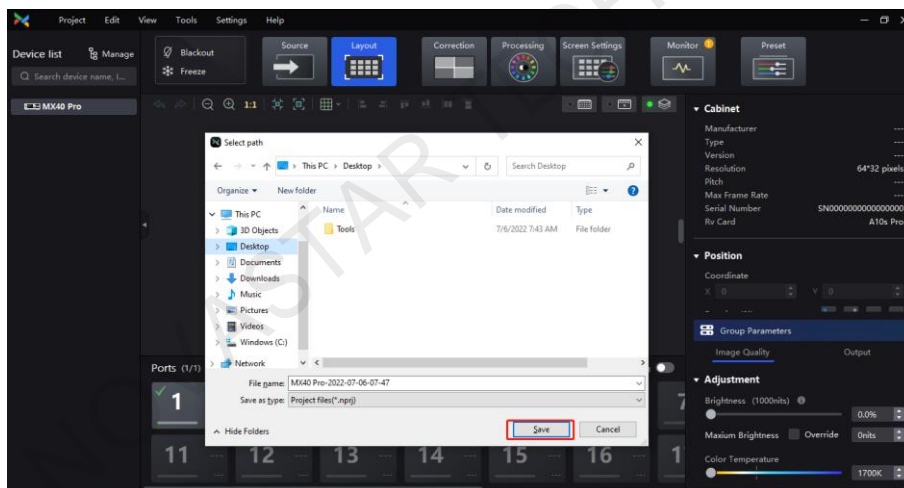 Project Edit View Tools Settings Help
Device list Manage
Search device name, I...
MX40 Pro
Blackout
Freeze
Source
Layout
Correction
Processing
Screen Settings
Monitor
Preset
1:1
Select path
This PC > Desktop >
Search Desktop
Organize New folder
Name Date modified Type
This PC
3D Objects
Desktop
Documents
Downloads
Music
Pictures
Videos
Windows (C:)
Network
Tools 7/6/2022 7:43 AM File folder
File name: MX40 Pro-2022-07-06-07-47
Save as type: Project files(*.nprj)
Hide Folders
Save Cancel
Ports (1/1)
1
7
11 12 13 14 15 16 1
Cabinet
Manufacturer ---
Type ---
Version ---
Resolution 64*32 pixels
Pitch ---
Max Frame Rate ---
Serial Number SN0000000000000000
Rv Card A10s Pro
Position
Coordinate
X 0 Y 0
Group Parameters
Image Quality Output
Adjustment
Brightness (1000nits)
0.0%
Maxium Brightness Override 0nits
Color Temperature
1700K